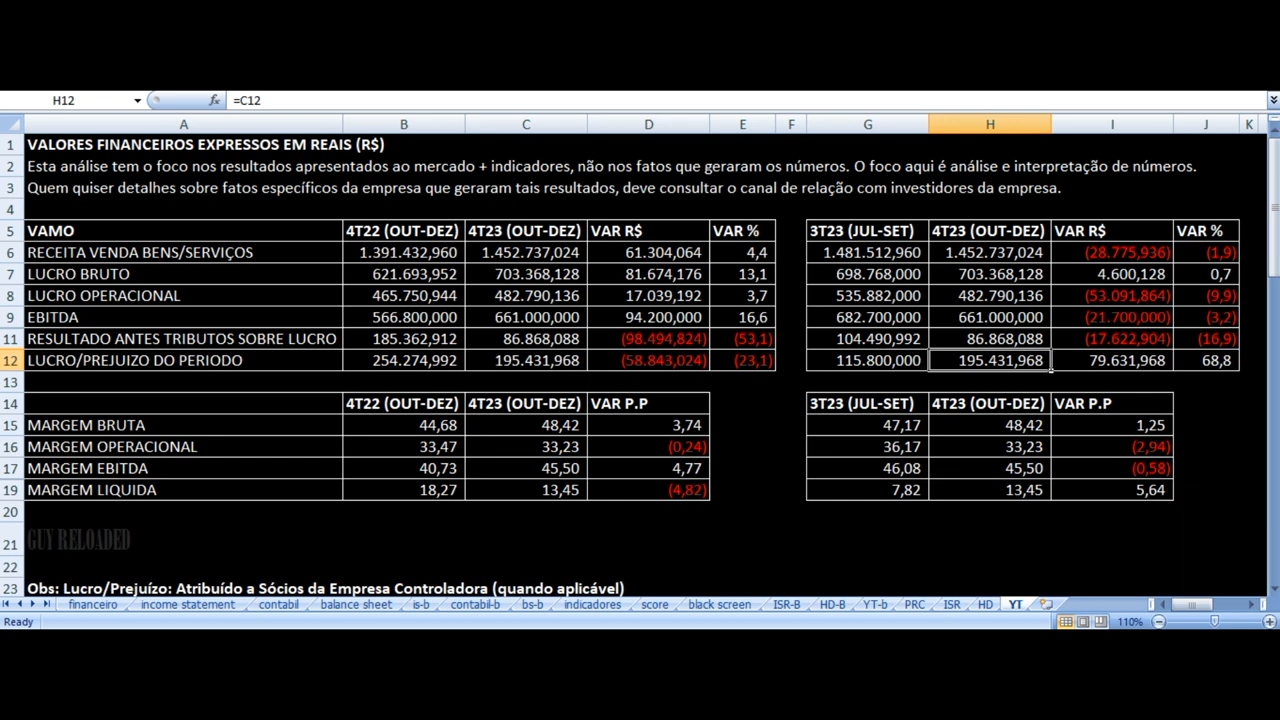 H12 fx =C12
A B C D E F G H I J K
1 VALORES FINANCEIROS EXPRESSOS EM REAIS (R$)
2 Esta análise tem o foco nos resultados apresentados ao mercado + indicadores, não nos fatos que geraram os números. O foco aqui é análise e interpretação de números.
3 Quem quiser detalhes sobre fatos específicos da empresa que geraram tais resultados, deve consultar o canal de relação com investidores da empresa.
4
5 VAMO 4T22 (OUT-DEZ) 4T23 (OUT-DEZ) VAR R$ VAR % 3T23 (JUL-SET) 4T23 (OUT-DEZ) VAR R$ VAR %
6 RECEITA VENDA BENS/SERVIÇOS 1.391.432,960 1.452.737,024 61.304,064 4,4 1.481.512,960 1.452.737,024 (28.775,936) (1,9)
7 LUCRO BRUTO 621.693,952 703.368,128 81.674,176 13,1 698.768,000 703.368,128 4.600,128 0,7
8 LUCRO OPERACIONAL 465.750,944 482.790,136 17.039,192 3,7 535.882,000 482.790,136 (53.091,864) (9,9)
9 EBITDA 566.800,000 661.000,000 94.200,000 16,6 682.700,000 661.000,000 (21.700,000) (3,2)
11 RESULTADO ANTES TRIBUTOS SOBRE LUCRO 185.362,912 86.868,088 (98.494,824) (53,1) 104.490,992 86.868,088 (17.622,904) (16,9)
12 LUCRO/PREJUIZO DO PERIODO 254.274,992 195.431,968 (58.843,024) (23,1) 115.800,000 195.431,968 79.631,968 68,8
13
14 4T22 (OUT-DEZ) 4T23 (OUT-DEZ) VAR P.P 3T23 (JUL-SET) 4T23 (OUT-DEZ) VAR P.P
15 MARGEM BRUTA 44,68 48,42 3,74 47,17 48,42 1,25
16 MARGEM OPERACIONAL 33,47 33,23 (0,24) 36,17 33,23 (2,94)
17 MARGEM EBITDA 40,73 45,50 4,77 46,08 45,50 (0,58)
19 MARGEM LIQUIDA 18,27 13,45 (4,82) 7,82 13,45 5,64
20
21 GUY RELOADED
22
23 Obs: Lucro/Prejuízo: Atribuído a Sócios da Empresa Controladora (quando aplicável)
financeiro income statement contabil balance sheet is-b contabil-b bs-b indicadores score black screen ISR-B HD-B YT-b PRC ISR HD YT
Ready 110%